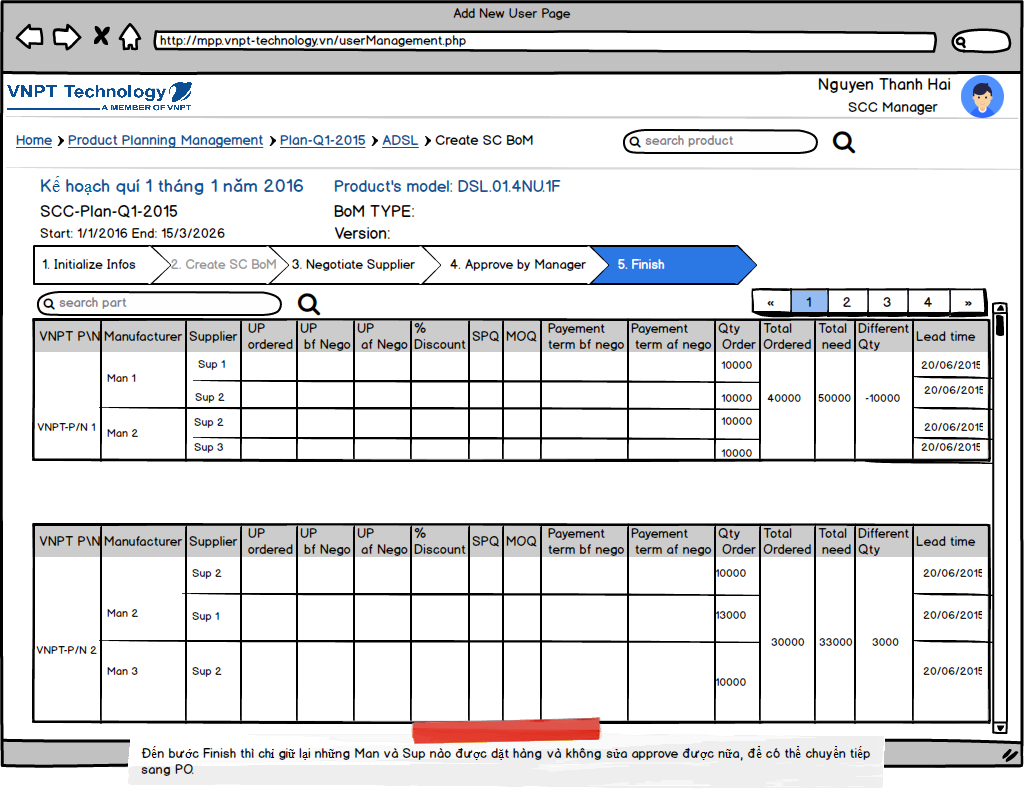 Add New User Page
http://mpp.vnpt-technology.vn/userManagement.php
VNPT Technology
A MEMBER OF VNPT
Nguyen Thanh Hai
SCC Manager
Home Product Planning Management Plan-Q1-2015 ADSL Create SC BoM
search product
Kế hoạch quí 1 tháng 1 năm 2016 Product's model: DSL.01.4NU.1F
SCC-Plan-Q1-2015 BoM TYPE:
Start: 1/1/2016 End: 15/3/2026 Version:
1. Initialize Infos 2. Create SC BoM 3. Negotiate Supplier 4. Approve by Manager 5. Finish
search part
« 1 2 3 4 »
VNPT P\N Manufacturer Supplier UP ordered UP bf Nego UP af Nego % Discount SPQ MOQ Payement term bf nego Payement term af nego Qty Order Total Ordered Total need Different Qty Lead time
VNPT-P/N 1 Man 1 Sup 1 10000 40000 50000 -10000 20/06/2015
Sup 2 10000 20/06/2015
Man 2 Sup 2 10000 20/06/2015
Sup 3 10000 20/06/2015
VNPT P\N Manufacturer Supplier UP ordered UP bf Nego UP af Nego % Discount SPQ MOQ Payement term bf nego Payement term af nego Qty Order Total Ordered Total need Different Qty Lead time
VNPT-P/N 2 Man 2 Sup 2 10000 30000 33000 3000 20/06/2015
Sup 1 13000 20/06/2015
Man 3 Sup 2 10000 20/06/2015
Đến bước Finish thì chỉ giữ lại những Man và Sup nào được dặt hàng và không sửa approve được nữa, để có thể chuyển tiếp
sang PO.